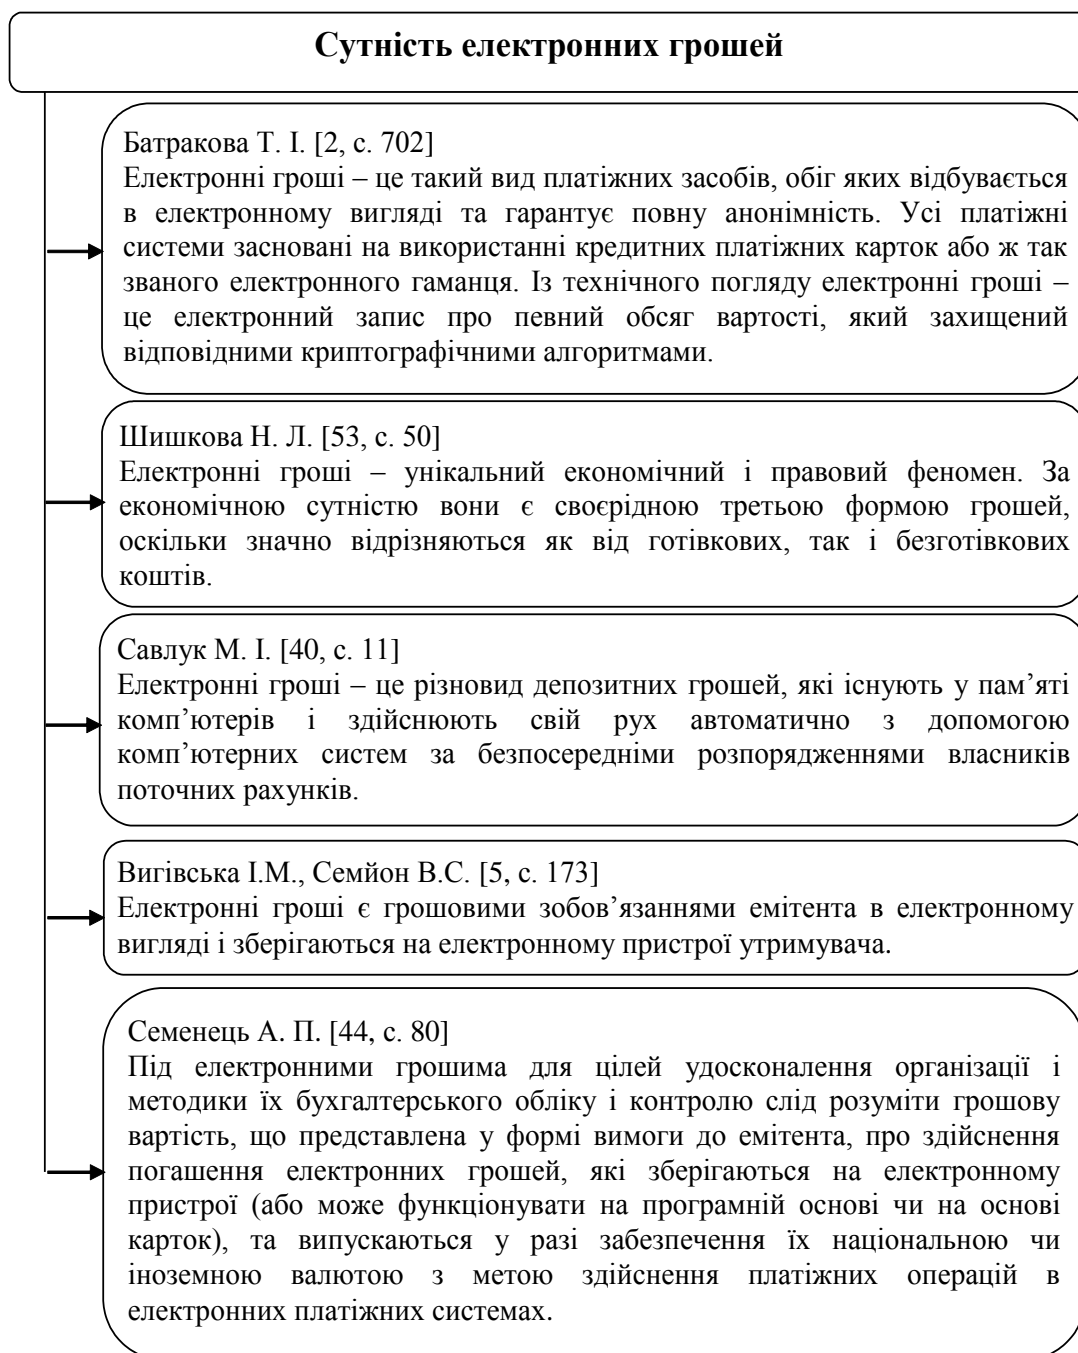 Сутність електронних грошей
Батракова Т. І. [2, с. 702]
Електронні гроші – це такий вид платіжних засобів, обіг яких відбувається
в електронному вигляді та гарантує повну анонімність. Усі платіжні
системи засновані на використанні кредитних платіжних карток або ж так
званого електронного гаманця. Із технічного погляду електронні гроші –
це електронний запис про певний обсяг вартості, який захищений
відповідними криптографічними алгоритмами.
Шишкова Н. Л. [53, с. 50]
Електронні гроші – унікальний економічний і правовий феномен. За
економічною сутністю вони є своєрідною третьою формою грошей,
оскільки значно відрізняються як від готівкових, так і безготівкових
коштів.
Савлук М. І. [40, с. 11]
Електронні гроші – це різновид депозитних грошей, які існують у пам’яті
комп’ютерів і здійснюють свій рух автоматично з допомогою
комп’ютерних систем за безпосередніми розпорядженнями власників
поточних рахунків.
Вигівська І.М., Семйон В.С. [5, с. 173]
Електронні гроші є грошовими зобов’язаннями емітента в електронному
вигляді і зберігаються на електронному пристрої утримувача.
Семенець А. П. [44, с. 80]
Під електронними грошима для цілей удосконалення організації і
методики їх бухгалтерського обліку і контролю слід розуміти грошову
вартість, що представлена у формі вимоги до емітента, про здійснення
погашення електронних грошей, які зберігаються на електронному
пристрої (або може функціонувати на програмній основі чи на основі
карток), та випускаються у разі забезпечення їх національною чи
іноземною валютою з метою здійснення платіжних операцій в
електронних платіжних системах.